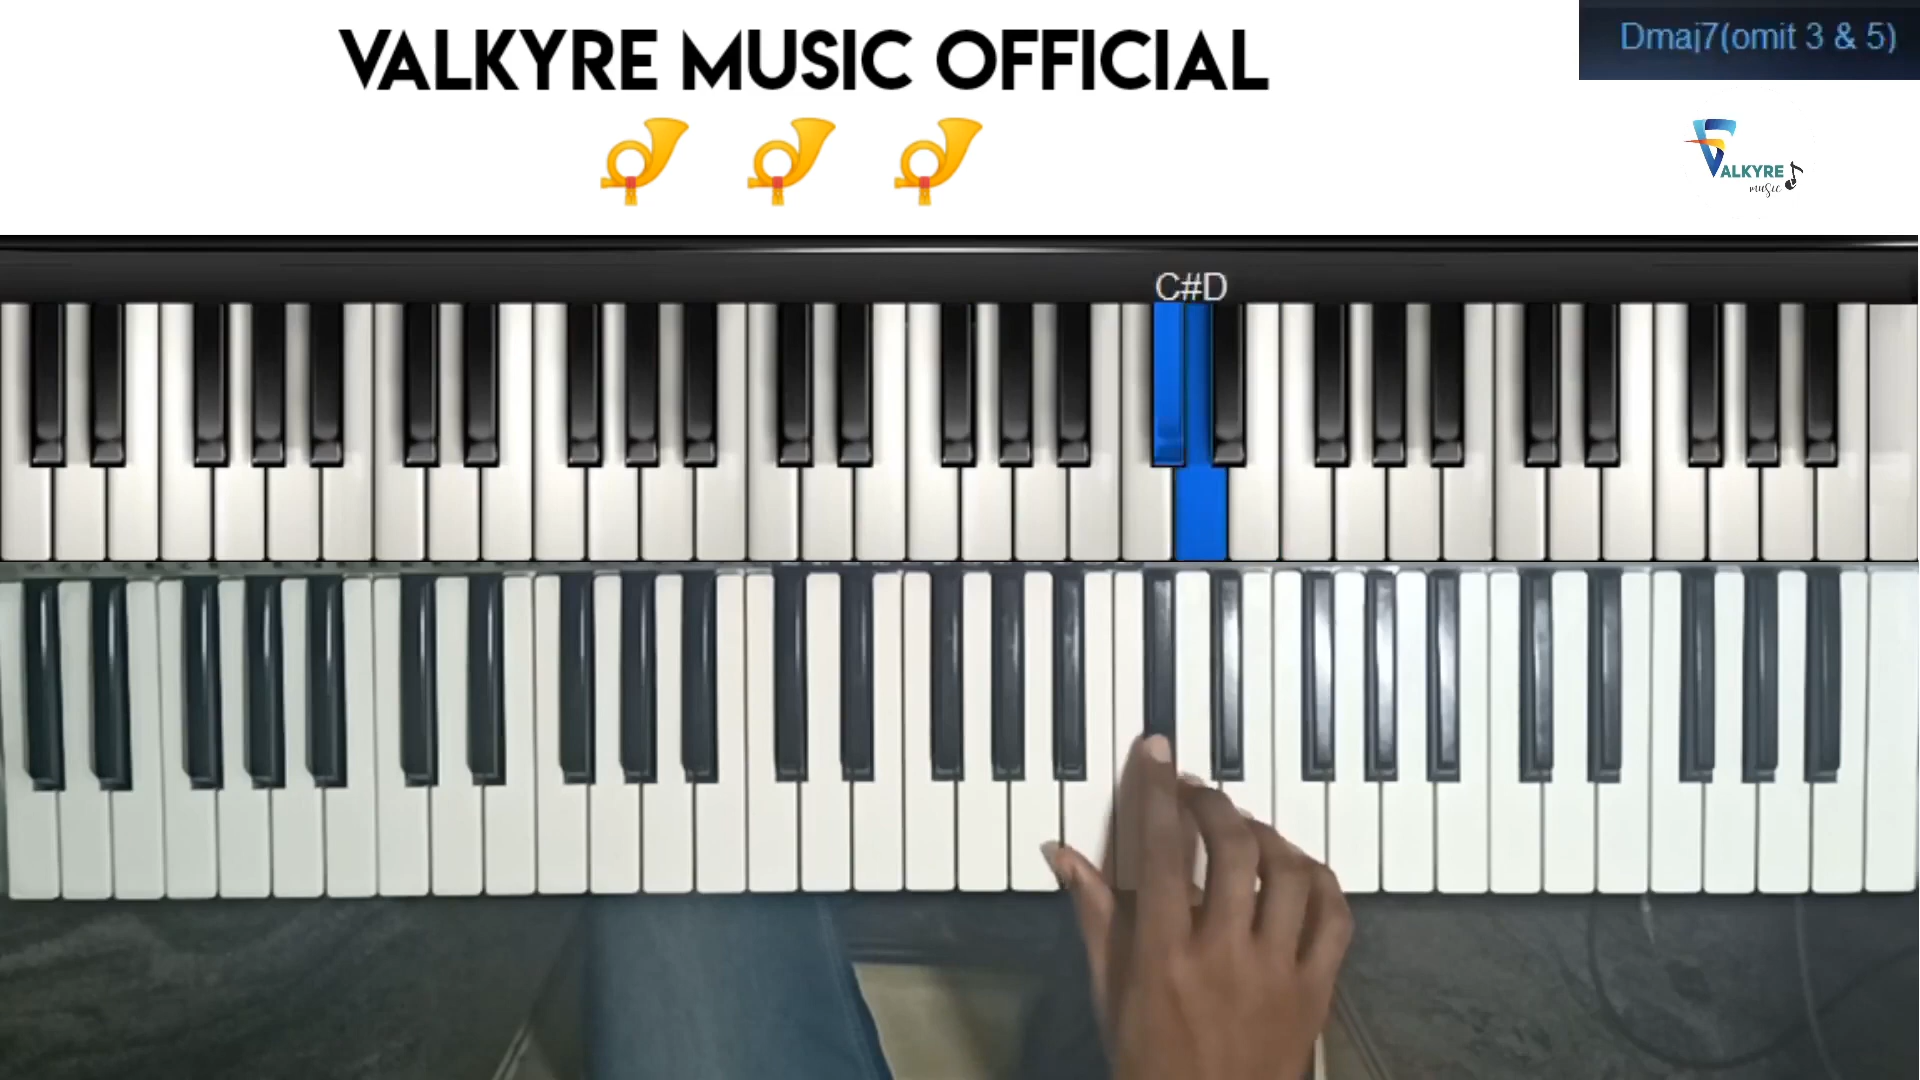 VALKYRE MUSIC OFFICIAL
Dmaj7(omit 3 & 5)
VALKYRE
music
C#D